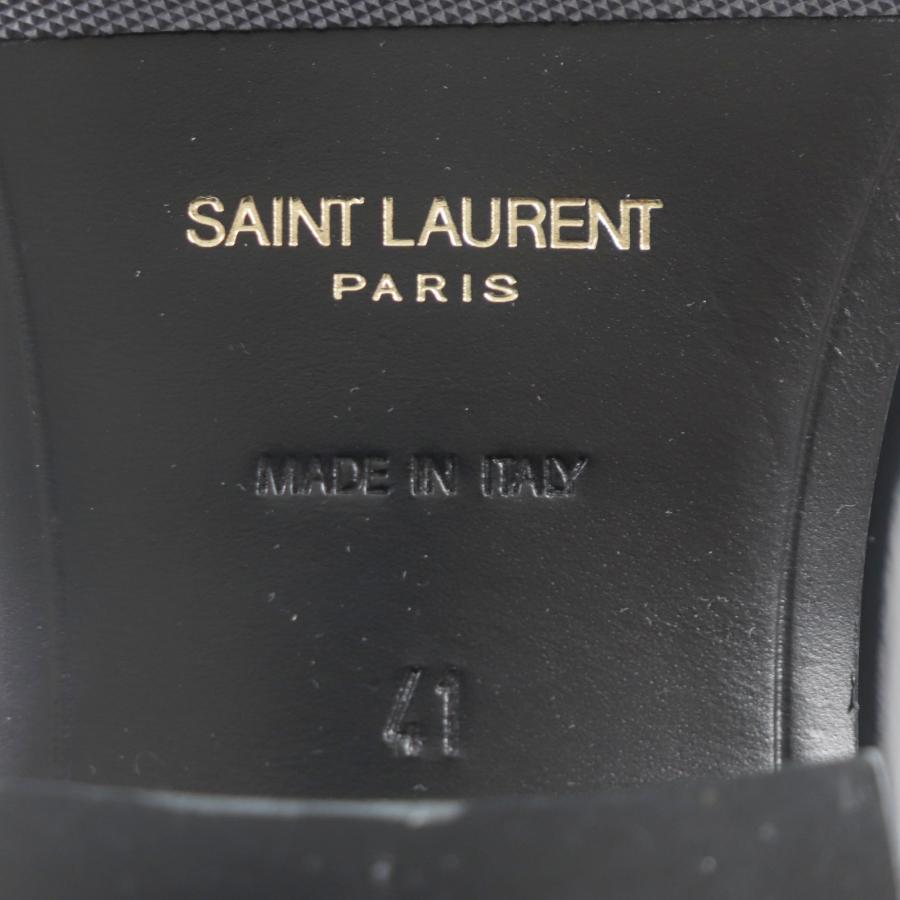 SAINT LAURENT
PARIS
MADE IN ITALY
41